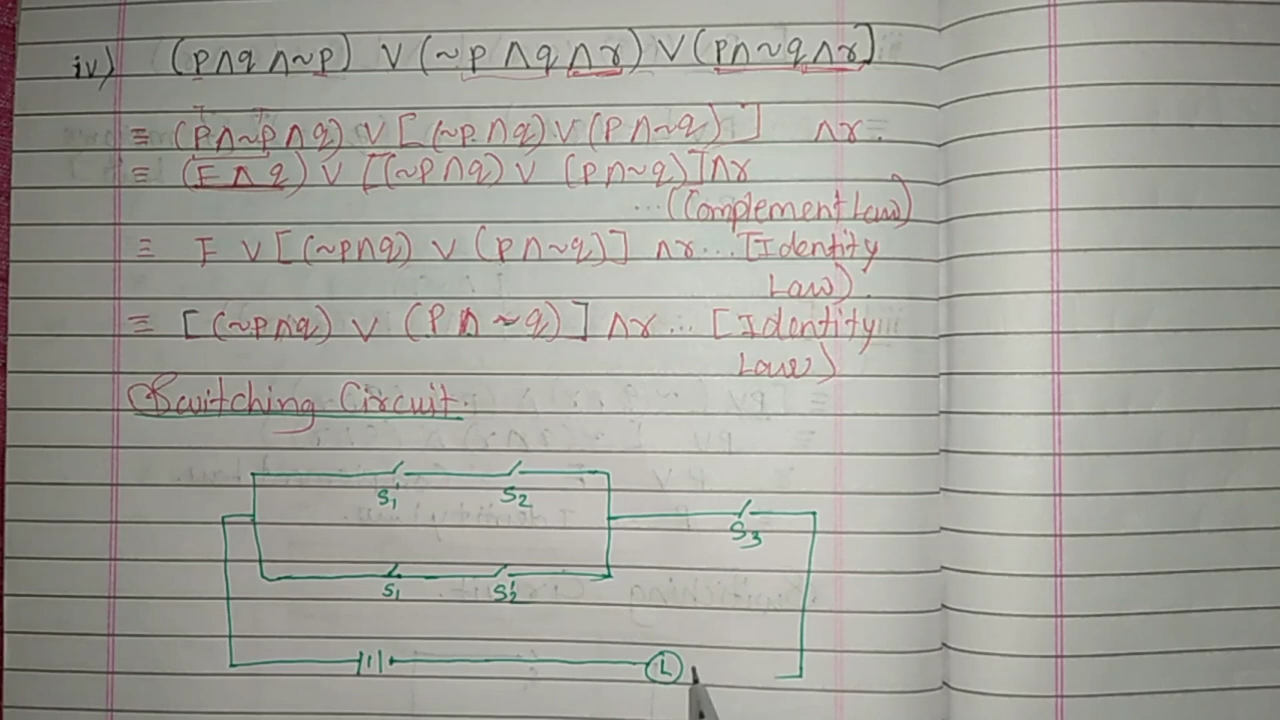 iv) (p∧q∧~p) ∨ (~p∧q∧r) ∨ (p∧~q∧r)
≡ (p∧~p∧q) ∨ [(~p∧q) ∨ (p∧~q)] ∧r.
≡ (F∧q) ∨ [(~p∧q) ∨ (p∧~q)]∧r
...(Complement Law)
≡ F ∨ [(~p∧q) ∨ (p∧~q)] ∧r... [Identity
Law).
≡ [(~p∧q) ∨ (p∧~q)] ∧r... [Identity
Law)
Switching Circuit.
S₁' S₂
S₃
S₁ S₂'
L